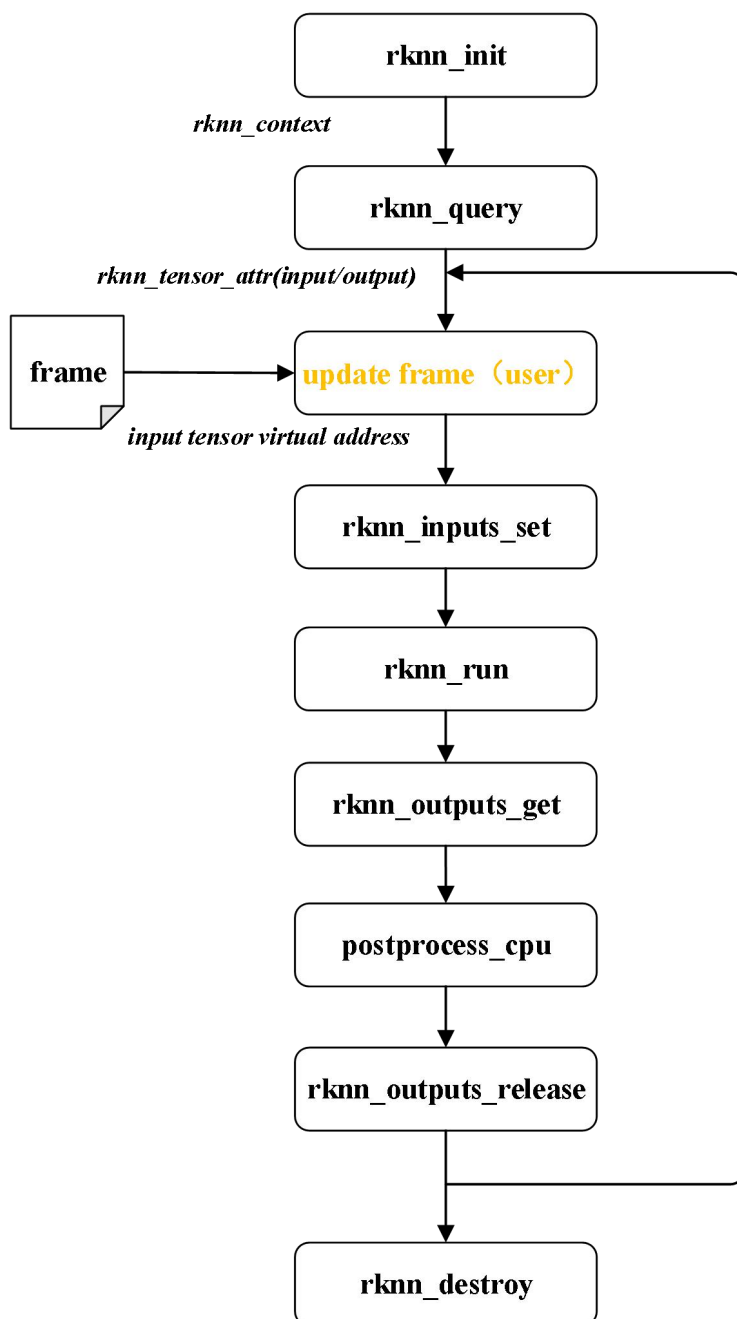 rknn_init
rknn_context
rknn_query
rknn_tensor_attr(input/output)
frame
update frame（user）
input tensor virtual address
rknn_inputs_set
rknn_run
rknn_outputs_get
postprocess_cpu
rknn_outputs_release
rknn_destroy